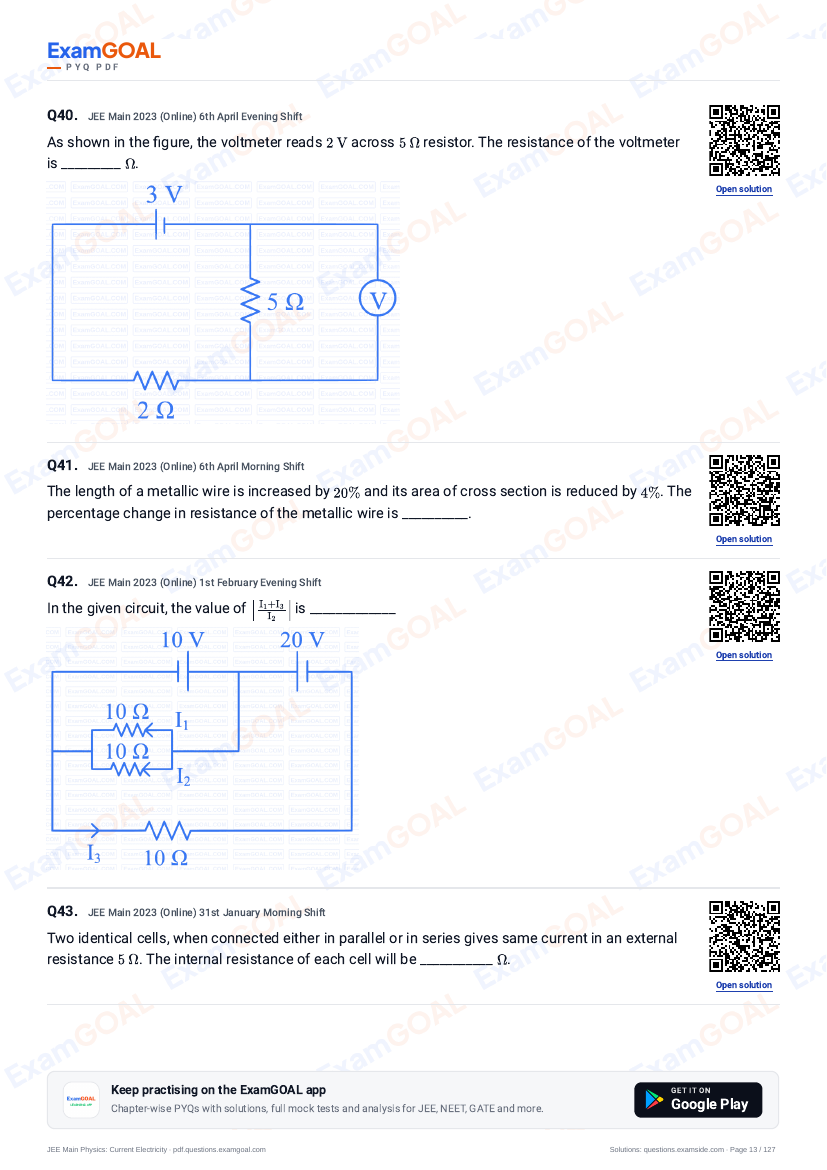 ExamGOAL
PYQ PDF
Q40. JEE Main 2023 (Online) 6th April Evening Shift
As shown in the figure, the voltmeter reads 2 V across 5 Ω resistor. The resistance of the voltmeter
is _________ Ω.
Open solution
3 V
5 Ω
V
2 Ω
Q41. JEE Main 2023 (Online) 6th April Morning Shift
The length of a metallic wire is increased by 20% and its area of cross section is reduced by 4%. The
percentage change in resistance of the metallic wire is __________.
Open solution
Q42. JEE Main 2023 (Online) 1st February Evening Shift
In the given circuit, the value of |(I₁+I₃)/I₂| is _____________
Open solution
10 V 20 V
10 Ω I₁
10 Ω
I₂
I₃ 10 Ω
Q43. JEE Main 2023 (Online) 31st January Morning Shift
Two identical cells, when connected either in parallel or in series gives same current in an external
resistance 5 Ω. The internal resistance of each cell will be ___________ Ω.
Open solution
Keep practising on the ExamGOAL app
Chapter-wise PYQs with solutions, full mock tests and analysis for JEE, NEET, GATE and more.
GET IT ON
Google Play
JEE Main Physics: Current Electricity · pdf.questions.examgoal.com
Solutions: questions.examside.com · Page 13 / 127